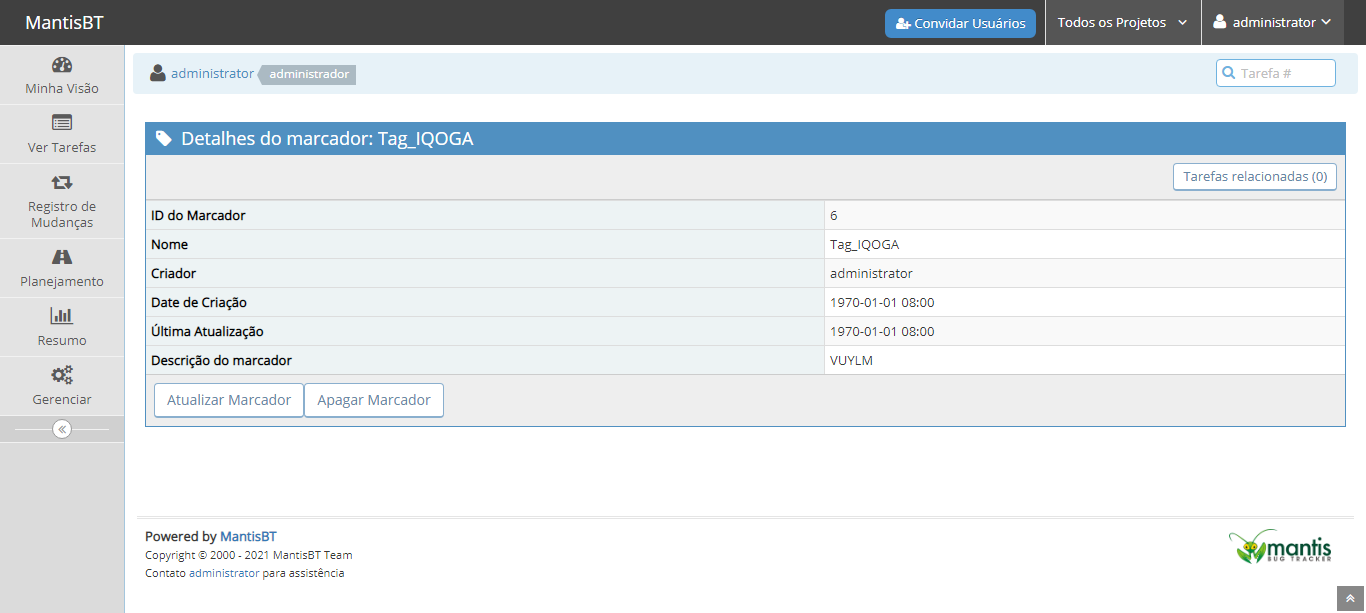 MantisBT
Convidar Usuários
Todos os Projetos
administrator
Minha Visão
Ver Tarefas
Registro de
Mudanças
Planejamento
Resumo
Gerenciar
administrator administrador
Tarefa #
Detalhes do marcador: Tag_IQOGA
Tarefas relacionadas (0)
ID do Marcador 6
Nome Tag_IQOGA
Criador administrator
Date de Criação 1970-01-01 08:00
Última Atualização 1970-01-01 08:00
Descrição do marcador VUYLM
Atualizar Marcador Apagar Marcador
Powered by MantisBT
Copyright © 2000 - 2021 MantisBT Team
Contato administrator para assistência
mantis
BUG TRACKER